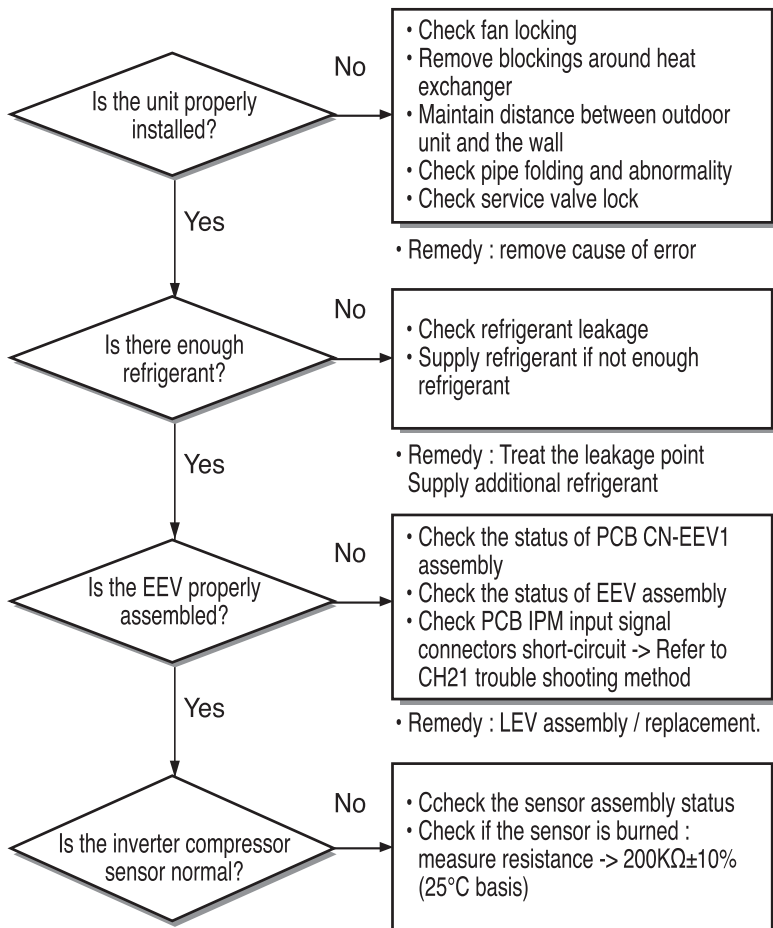 Is the unit properly
installed?
No
• Check fan locking
• Remove blockings around heat
exchanger
• Maintain distance between outdoor
unit and the wall
• Check pipe folding and abnormality
• Check service valve lock
• Remedy : remove cause of error
Yes
Is there enough
refrigerant?
No
• Check refrigerant leakage
• Supply refrigerant if not enough
refrigerant
• Remedy : Treat the leakage point
Supply additional refrigerant
Yes
Is the EEV properly
assembled?
No
• Check the status of PCB CN-EEV1
assembly
• Check the status of EEV assembly
• Check PCB IPM input signal
connectors short-circuit -> Refer to
CH21 trouble shooting method
• Remedy : LEV assembly / replacement.
Yes
Is the inverter compressor
sensor normal?
No
• Ccheck the sensor assembly status
• Check if the sensor is burned :
measure resistance -> 200KΩ±10%
(25°C basis)